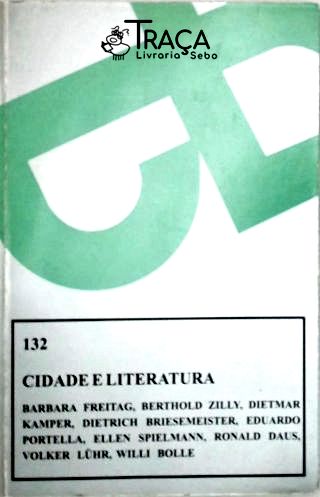 TRAÇA
Livraria Sebo
132
CIDADE E LITERATURA
BARBARA FREITAG, BERTHOLD ZILLY, DIETMAR
KAMPER, DIETRICH BRIESEMEISTER, EDUARDO
PORTELLA, ELLEN SPIELMANN, RONALD DAUS,
VOLKER LÜHR, WILLI BOLLE